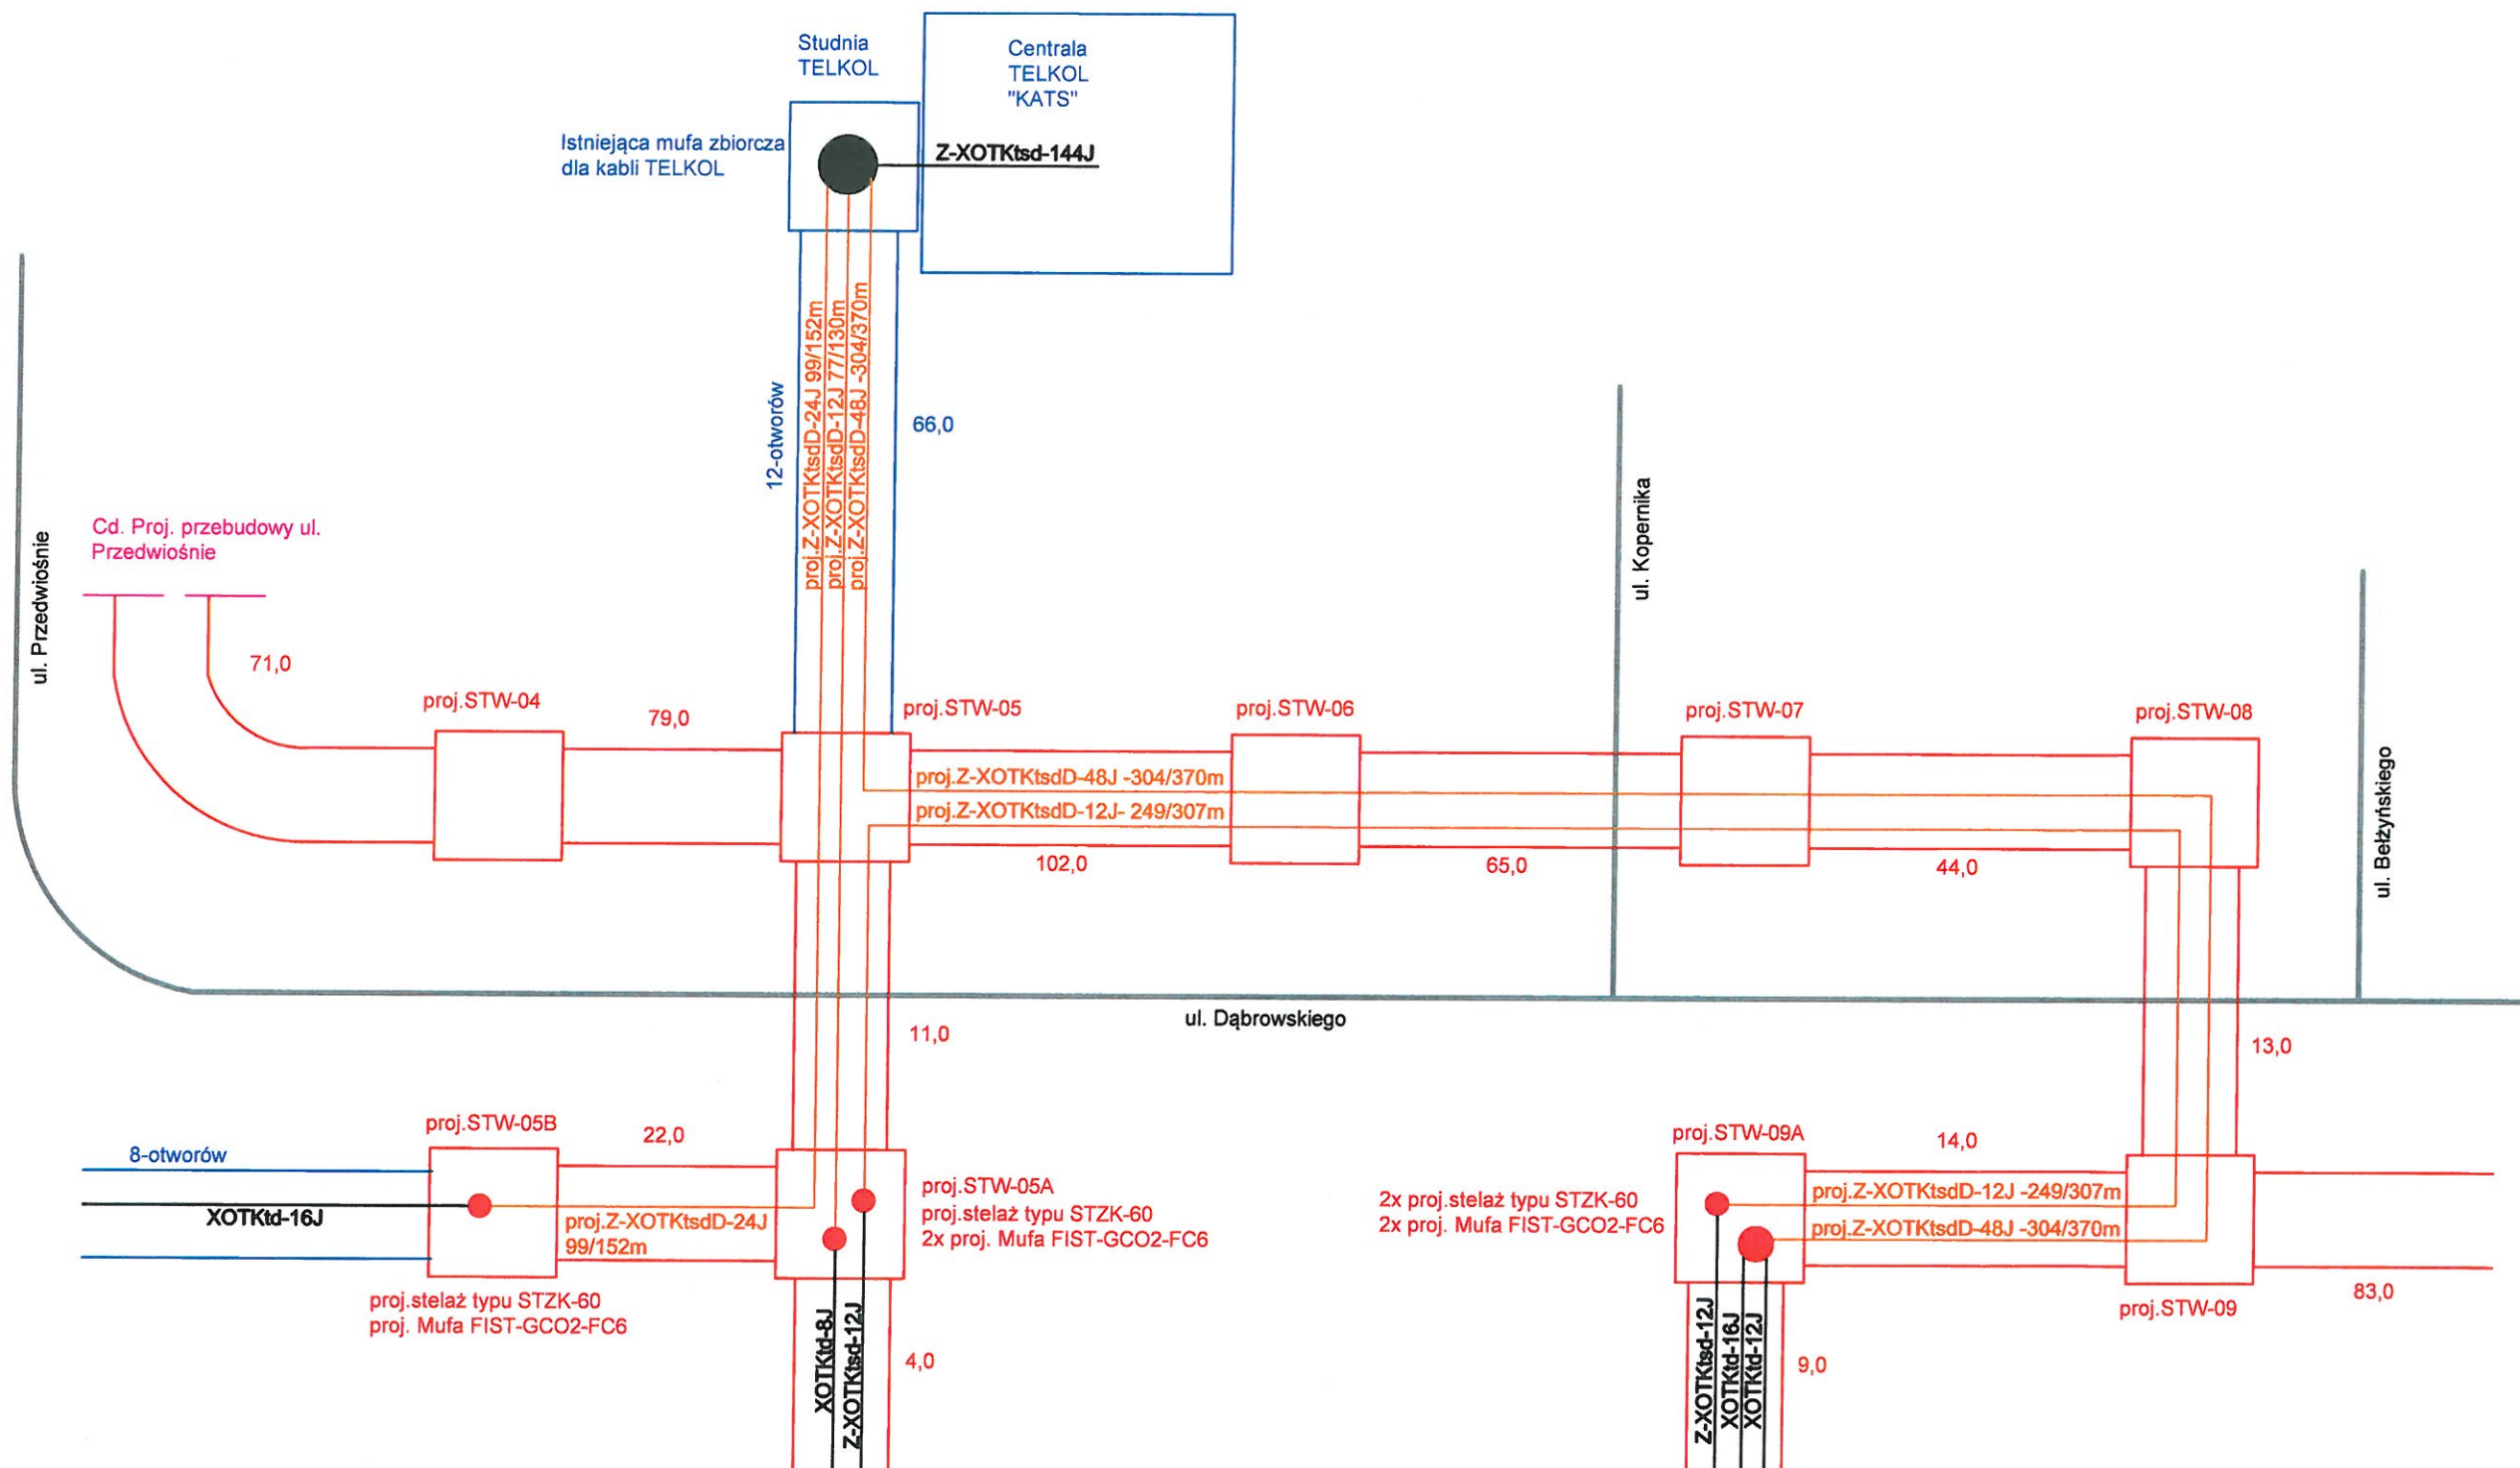 Studnia
TELKOL
Centrala
TELKOL
"KATS"
Istniejąca mufa zbiorcza
dla kabli TELKOL
Z-XOTKtsd-144J
proj.Z-XOTKtsdD-24J 99/152m
proj.Z-XOTKtsdD-12J 77/130m
proj.Z-XOTKtsdD-48J -304/370m
12-otworów
66,0
ul. Przedwiośnie
Cd. Proj. przebudowy ul.
Przedwiośnie
71,0
ul. Kopernika
ul. Bełżyńskiego
proj.STW-04
79,0
proj.STW-05
proj.STW-06
proj.STW-07
proj.STW-08
proj.Z-XOTKtsdD-48J -304/370m
proj.Z-XOTKtsdD-12J- 249/307m
102,0
65,0
44,0
ul. Dąbrowskiego
11,0
13,0
proj.STW-05B
22,0
8-otworów
XOTKtd-16J
proj.Z-XOTKtsdD-24J
99/152m
proj.STW-05A
proj.stelaż typu STZK-60
2x proj. Mufa FIST-GCO2-FC6
proj.stelaż typu STZK-60
proj. Mufa FIST-GCO2-FC6
XOTKtd-8J
Z-XOTKtsd-12J
4,0
proj.STW-09A
14,0
2x proj.stelaż typu STZK-60
2x proj. Mufa FIST-GCO2-FC6
proj.Z-XOTKtsdD-12J -249/307m
proj.Z-XOTKtsdD-48J -304/370m
83,0
proj.STW-09
Z-XOTKtsd-12J
XOTKtd-16J
XOTKtd-12J
9,0